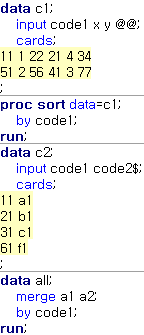 data c1;
input code1 x y @@;
cards;
11 1 22 21 4 34
51 2 56 41 3 77
;
proc sort data=c1;
by code1;
run;
data c2;
input code1 code2$;
cards;
11 a1
21 b1
31 c1
61 f1
;
data all;
merge a1 a2;
by code1;
run;